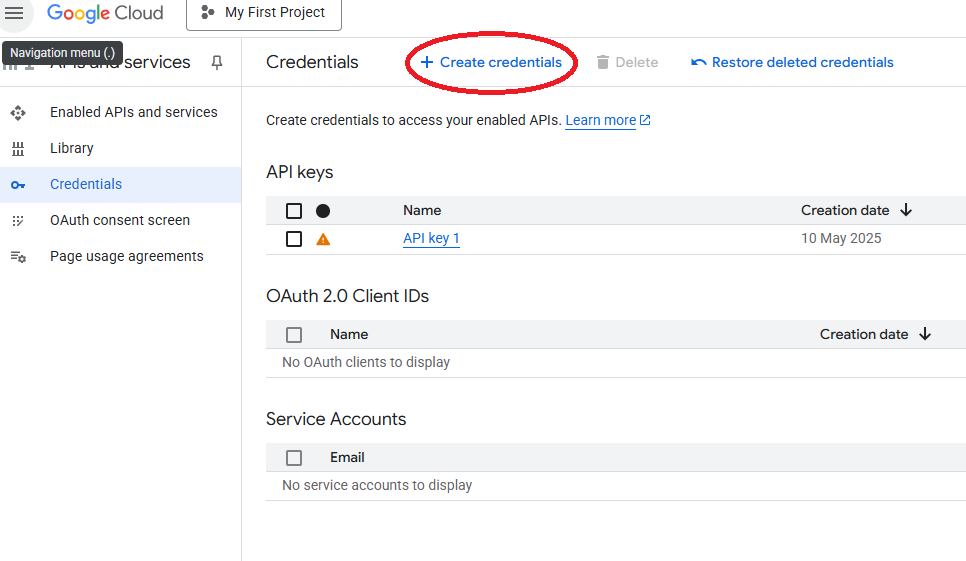 Google Cloud
My First Project
Navigation menu (.)
APIs and services
Credentials
+ Create credentials
Delete
Restore deleted credentials
Enabled APIs and services
Library
Credentials
OAuth consent screen
Page usage agreements
Create credentials to access your enabled APIs. Learn more
API keys
Name
Creation date
API key 1
10 May 2025
OAuth 2.0 Client IDs
Name
Creation date
No OAuth clients to display
Service Accounts
Email
No service accounts to display